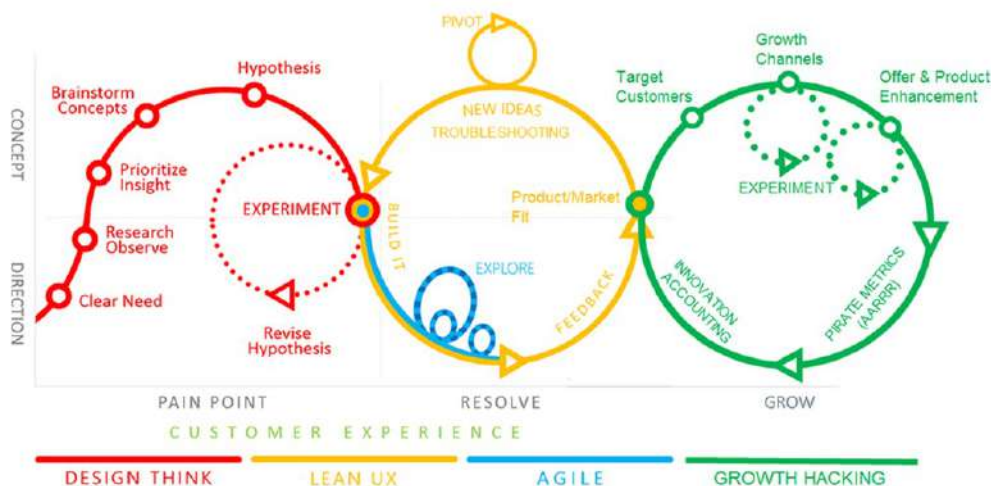 PIVOT
Growth
Channels
Hypothesis
Target
Customers
Offer & Product
Enhancement
Brainstorm
Concepts
NEW IDEAS
TROUBLESHOOTING
CONCEPT
Prioritize
Insight
EXPERIMENT
EXPERIMENT
Product/Market
Fit
BUILD IT
Research
Observe
DIRECTION
EXPLORE
FEEDBACK
INNOVATION
ACCOUNTING
PIRATE METRICS
(AARRR)
Clear Need
Revise
Hypothesis
PAIN POINT
RESOLVE
GROW
CUSTOMER EXPERIENCE
DESIGN THINK
LEAN UX
AGILE
GROWTH HACKING